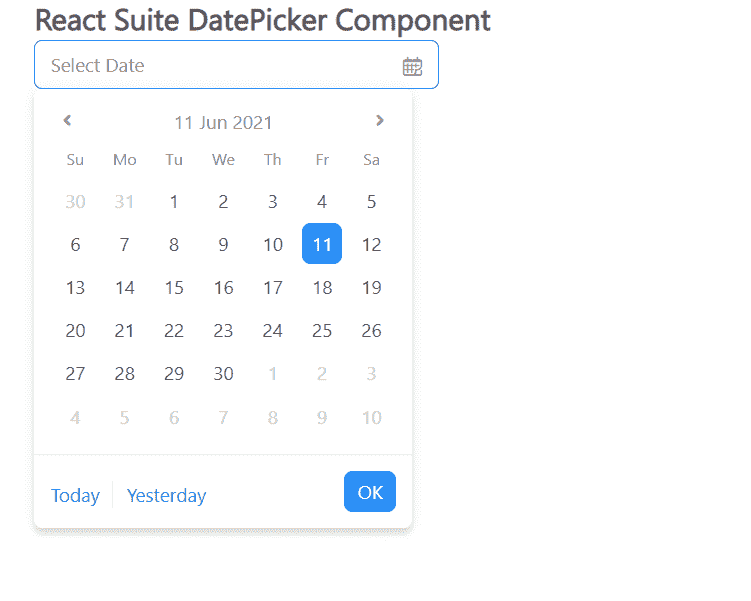 React Suite DatePicker Component
Select Date
11 Jun 2021
Su Mo Tu We Th Fr Sa
30 31 1 2 3 4 5
6 7 8 9 10 11 12
13 14 15 16 17 18 19
20 21 22 23 24 25 26
27 28 29 30 1 2 3
4 5 6 7 8 9 10
Today Yesterday OK